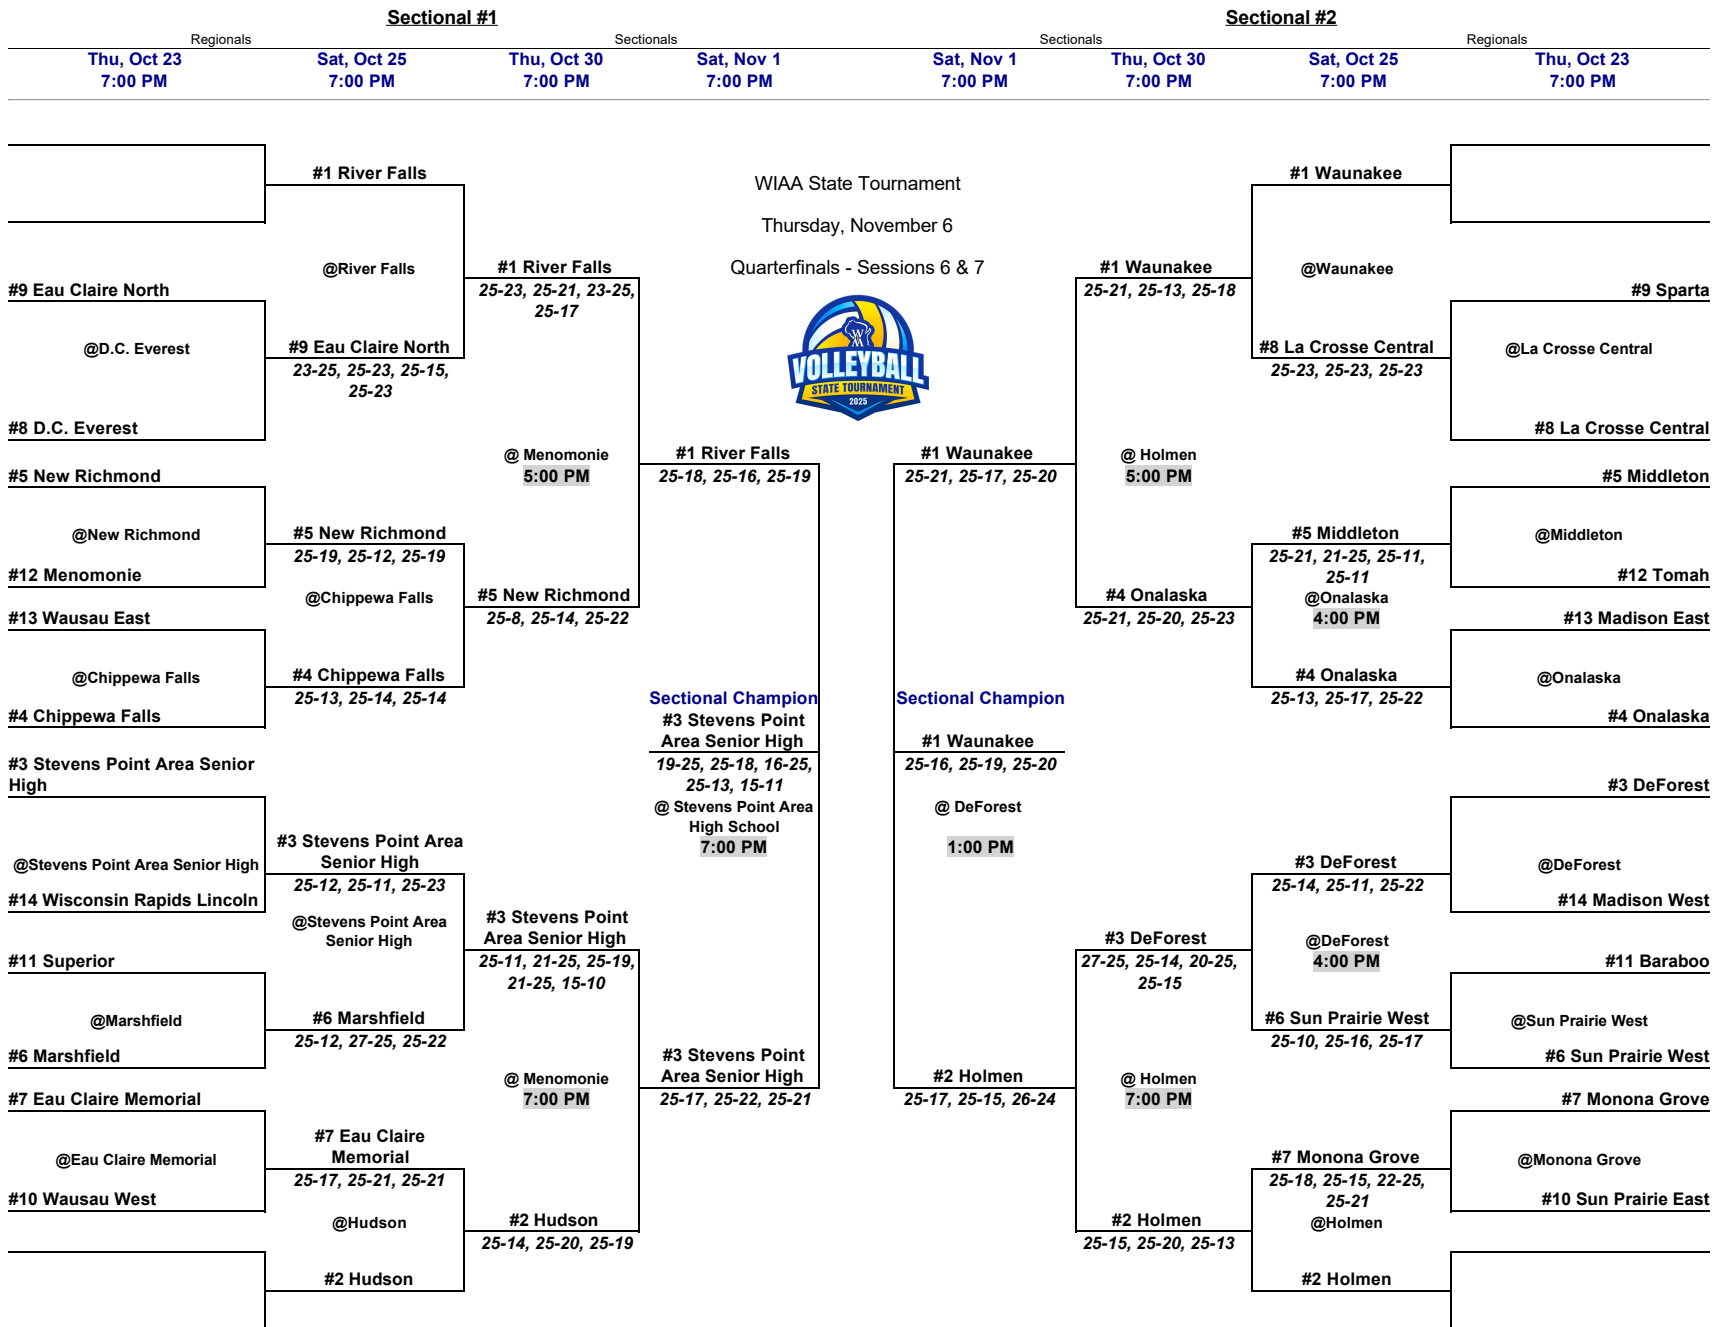 Sectional #1
Sectional #2
Regionals
Sectionals
Sectionals
Regionals
Thu, Oct 23
7:00 PM
Sat, Oct 25
7:00 PM
Thu, Oct 30
7:00 PM
Sat, Nov 1
7:00 PM
Sat, Nov 1
7:00 PM
Thu, Oct 30
7:00 PM
Sat, Oct 25
7:00 PM
Thu, Oct 23
7:00 PM
#9 Eau Claire North
@D.C. Everest
#8 D.C. Everest
#5 New Richmond
@New Richmond
#12 Menomonie
#13 Wausau East
@Chippewa Falls
#4 Chippewa Falls
#3 Stevens Point Area Senior
High
@Stevens Point Area Senior High
#14 Wisconsin Rapids Lincoln
#11 Superior
@Marshfield
#6 Marshfield
#7 Eau Claire Memorial
@Eau Claire Memorial
#10 Wausau West
#1 River Falls
@River Falls
#9 Eau Claire North
23-25, 25-23, 25-15,
25-23
#5 New Richmond
25-19, 25-12, 25-19
@Chippewa Falls
#4 Chippewa Falls
25-13, 25-14, 25-14
#3 Stevens Point Area
Senior High
25-12, 25-11, 25-23
@Stevens Point Area
Senior High
#6 Marshfield
25-12, 27-25, 25-22
#7 Eau Claire
Memorial
25-17, 25-21, 25-21
@Hudson
#2 Hudson
#1 River Falls
25-23, 25-21, 23-25,
25-17
@ Menomonie
5:00 PM
#5 New Richmond
25-8, 25-14, 25-22
#3 Stevens Point
Area Senior High
25-11, 21-25, 25-19,
21-25, 15-10
@ Menomonie
7:00 PM
#2 Hudson
25-14, 25-20, 25-19
WIAA State Tournament
Thursday, November 6
Quarterfinals - Sessions 6 & 7
VOLLEYBALL
STATE TOURNAMENT
2025
#1 River Falls
25-18, 25-16, 25-19
Sectional Champion
#3 Stevens Point
Area Senior High
19-25, 25-18, 16-25,
25-13, 15-11
@ Stevens Point Area
High School
7:00 PM
#3 Stevens Point
Area Senior High
25-17, 25-22, 25-21
#1 Waunakee
25-21, 25-17, 25-20
Sectional Champion
#1 Waunakee
25-16, 25-19, 25-20
@ DeForest
1:00 PM
#2 Holmen
25-17, 25-15, 26-24
#1 Waunakee
25-21, 25-13, 25-18
@ Holmen
5:00 PM
#4 Onalaska
25-21, 25-20, 25-23
#3 DeForest
27-25, 25-14, 20-25,
25-15
@ Holmen
7:00 PM
#2 Holmen
25-15, 25-20, 25-13
#1 Waunakee
@Waunakee
#8 La Crosse Central
25-23, 25-23, 25-23
#5 Middleton
25-21, 21-25, 25-11,
25-11
@Onalaska
4:00 PM
#4 Onalaska
25-13, 25-17, 25-22
#3 DeForest
25-14, 25-11, 25-22
@DeForest
4:00 PM
#6 Sun Prairie West
25-10, 25-16, 25-17
#7 Monona Grove
25-18, 25-15, 22-25,
25-21
@Holmen
#2 Holmen
#9 Sparta
@La Crosse Central
#8 La Crosse Central
#5 Middleton
@Middleton
#12 Tomah
#13 Madison East
@Onalaska
#4 Onalaska
#3 DeForest
@DeForest
#14 Madison West
#11 Baraboo
@Sun Prairie West
#6 Sun Prairie West
#7 Monona Grove
@Monona Grove
#10 Sun Prairie East